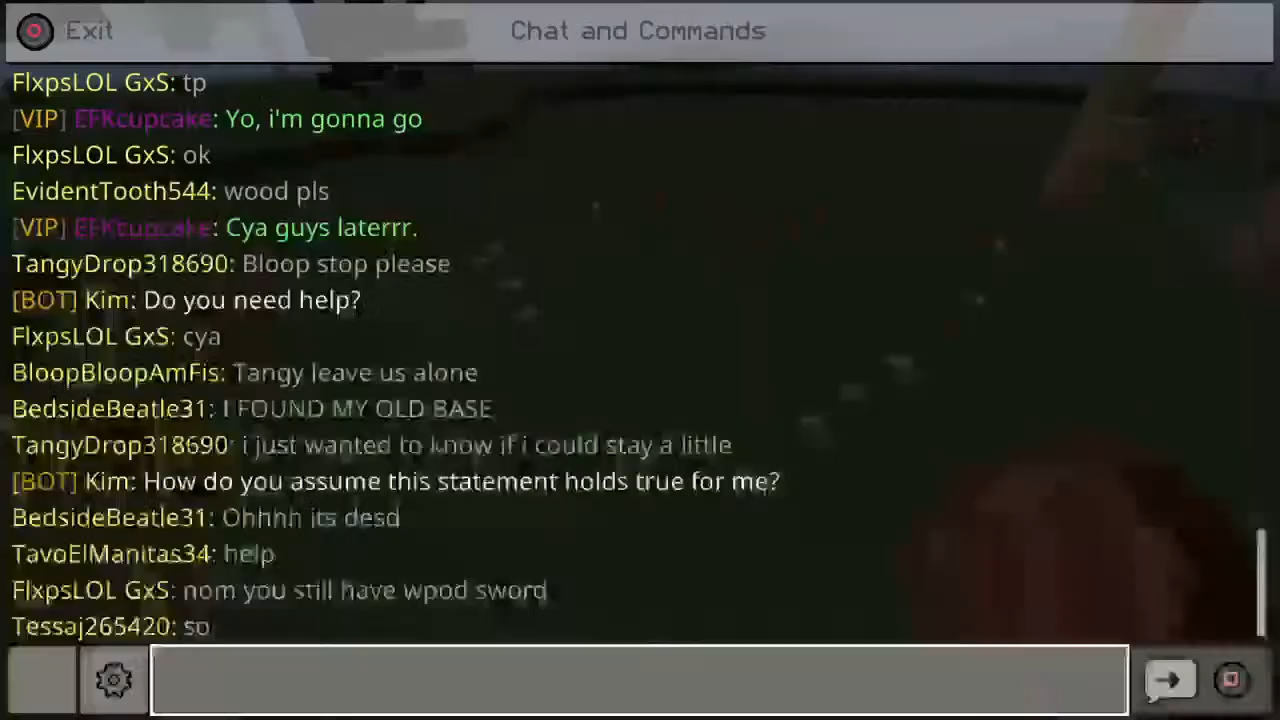 Exit
Chat and Commands
FlxpsLOL GxS: tp
[VIP] EFKcupcake: Yo, i'm gonna go
FlxpsLOL GxS: ok
EvidentTooth544: wood pls
[VIP] EFKcupcake: Cya guys laterrr.
TangyDrop318690: Bloop stop please
[BOT] Kim: Do you need help?
FlxpsLOL GxS: cya
BloopBloopAmFis: Tangy leave us alone
BedsideBeatle31: I FOUND MY OLD BASE
TangyDrop318690: i just wanted to know if i could stay a little
[BOT] Kim: How do you assume this statement holds true for me?
BedsideBeatle31: Ohhhh its desd
TavoElManitas34: help
FlxpsLOL GxS: nom you still have wpod sword
Tessaj265420: so